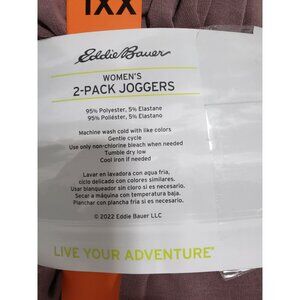 1XX
Eddie Bauer
WOMEN'S
2-PACK JOGGERS
95% Polyester, 5% Elastane
95% Poliéster, 5% Elastano
Machine wash cold with like colors
Gentle cycle
Use only non-chlorine bleach when needed
Tumble dry low
Cool iron if needed
Lavar en lavadora con agua fría,
ciclo delicado con colores similares.
Usar blanqueador sin cloro si es necesario.
Secar a máquina con temperatura baja.
Planchar con plancha fría si es necesario.
© 2022 Eddie Bauer LLC
LIVE YOUR ADVENTURE®